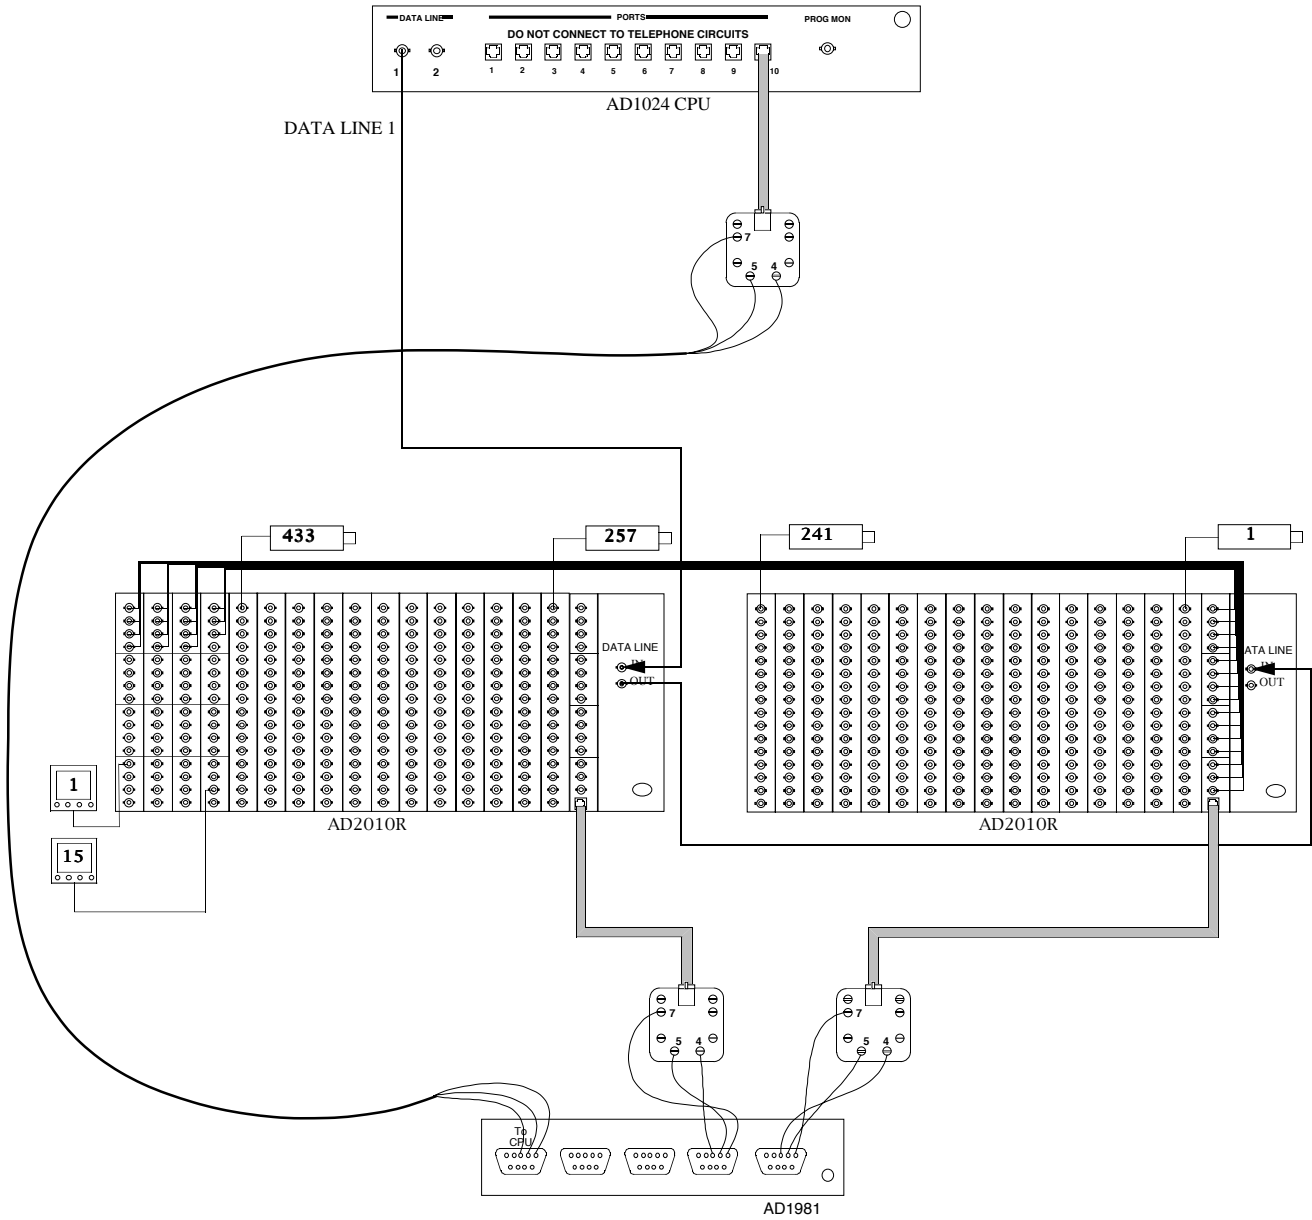 DATA LINE PORTS PROG MON
DO NOT CONNECT TO TELEPHONE CIRCUITS
1 2 1 2 3 4 5 6 7 8 9 10
AD1024 CPU
DATA LINE 1
7
5 4
433 257 241 1
DATA LINE
IN
OUT
ATA LINE
IN
OUT
1
15
AD2010R AD2010R
7
5 4
7
5 4
To
CPU
AD1981